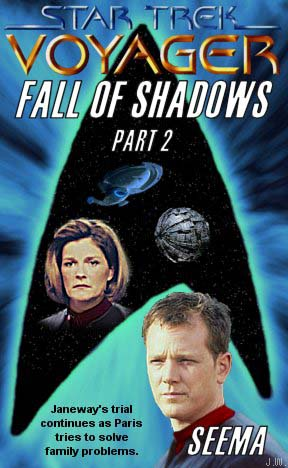 STAR TREK
VOYAGER
FALL OF SHADOWS
PART 2
Janeway's trial
continues as Paris
tries to solve
family problems.
SEEMA
J.W.